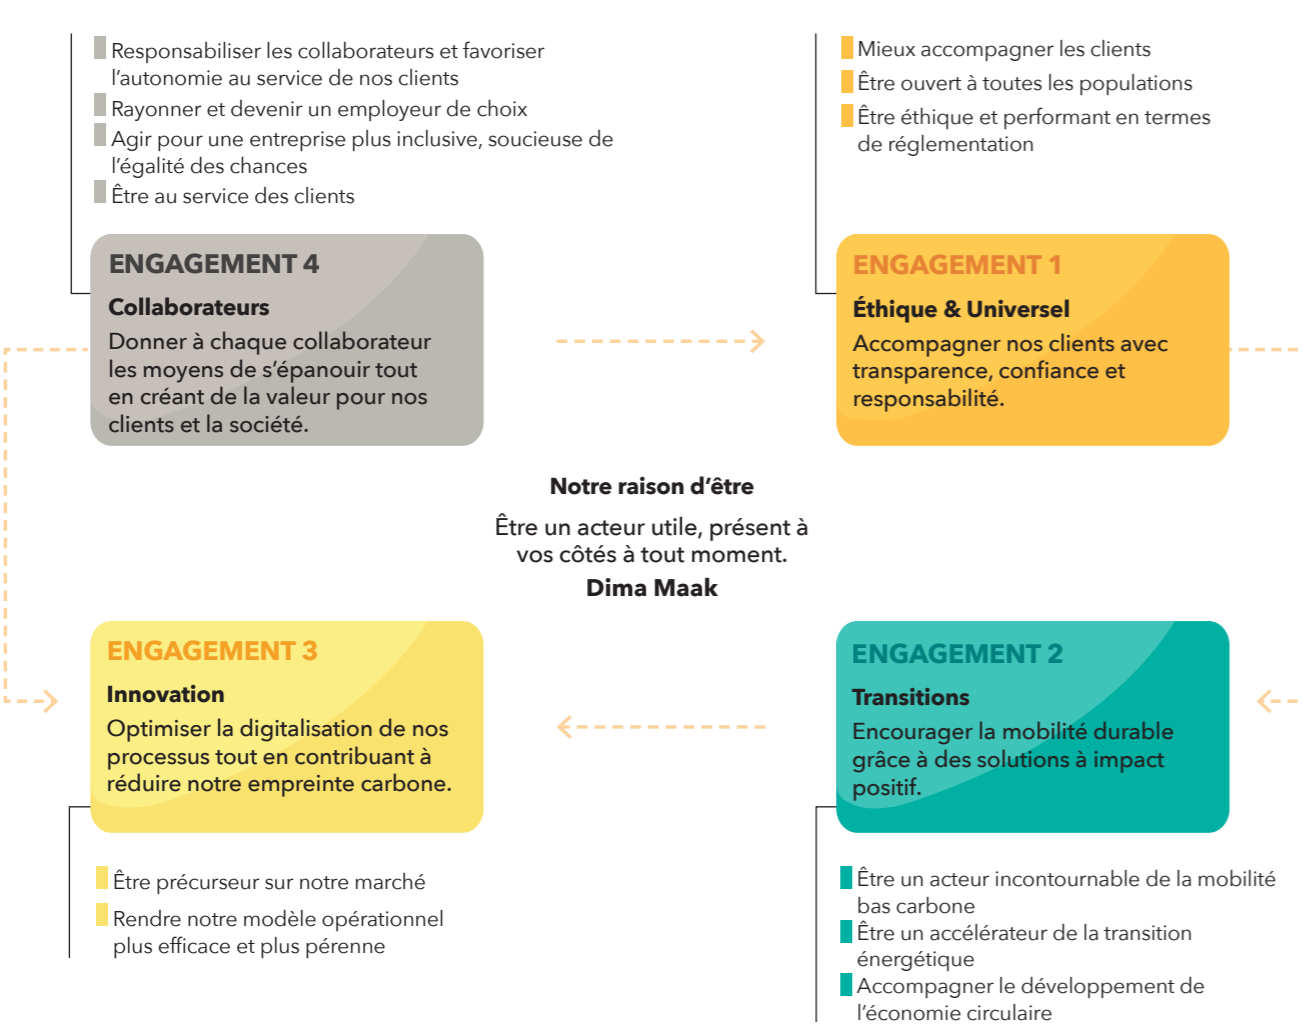 Responsabiliser les collaborateurs et favoriser
l’autonomie au service de nos clients
Rayonner et devenir un employeur de choix
Agir pour une entreprise plus inclusive, soucieuse de
l’égalité des chances
Être au service des clients
ENGAGEMENT 4
Collaborateurs
Donner à chaque collaborateur
les moyens de s’épanouir tout
en créant de la valeur pour nos
clients et la société.
Mieux accompagner les clients
Être ouvert à toutes les populations
Être éthique et performant en termes
de réglementation
ENGAGEMENT 1
Éthique & Universel
Accompagner nos clients avec
transparence, confiance et
responsabilité.
Notre raison d’être
Être un acteur utile, présent à
vos côtés à tout moment.
Dima Maak
ENGAGEMENT 3
Innovation
Optimiser la digitalisation de nos
processus tout en contribuant à
réduire notre empreinte carbone.
Être précurseur sur notre marché
Rendre notre modèle opérationnel
plus efficace et plus pérenne
ENGAGEMENT 2
Transitions
Encourager la mobilité durable
grâce à des solutions à impact
positif.
Être un acteur incontournable de la mobilité
bas carbone
Être un accélérateur de la transition
énergétique
Accompagner le développement de
l’économie circulaire